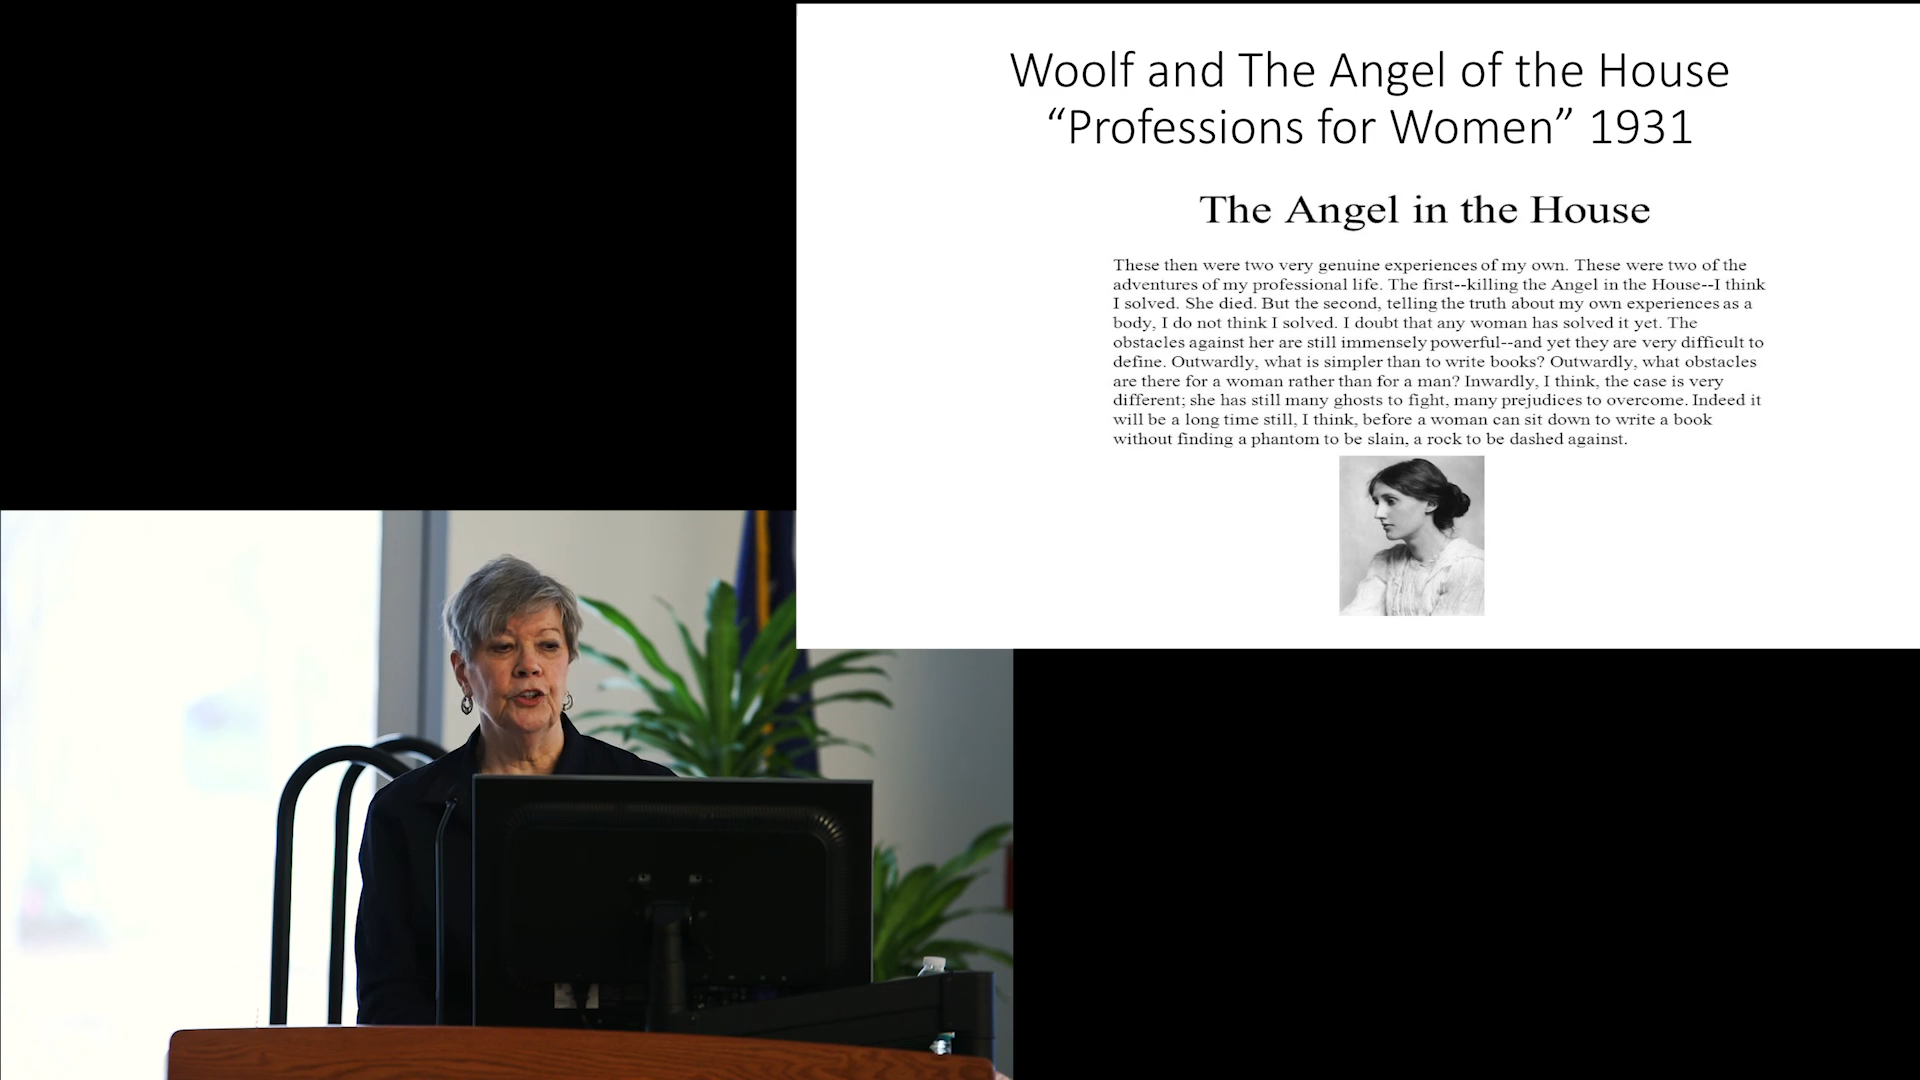 Woolf and The Angel of the House
“Professions for Women” 1931
The Angel in the House
These then were two very genuine experiences of my own. These were two of the
adventures of my professional life. The first--killing the Angel in the House--I think
I solved. She died. But the second, telling the truth about my own experiences as a
body, I do not think I solved. I doubt that any woman has solved it yet. The
obstacles against her are still immensely powerful--and yet they are very difficult to
define. Outwardly, what is simpler than to write books? Outwardly, what obstacles
are there for a woman rather than for a man? Inwardly, I think, the case is very
different; she has still many ghosts to fight, many prejudices to overcome. Indeed it
will be a long time still, I think, before a woman can sit down to write a book
without finding a phantom to be slain, a rock to be dashed against.